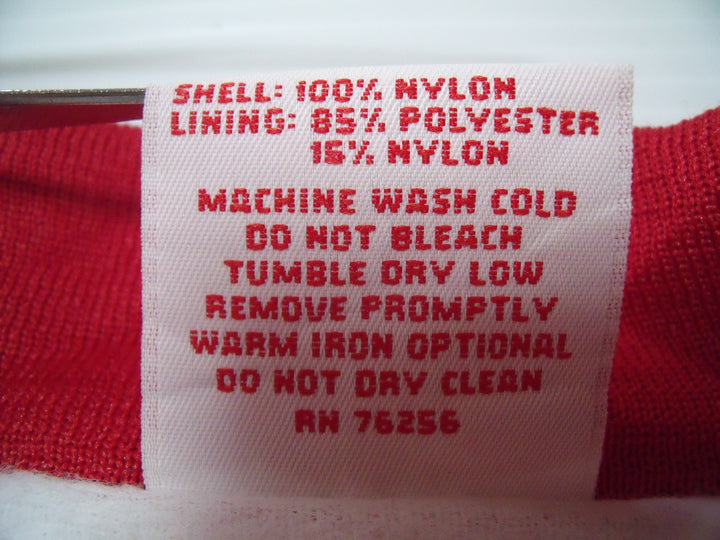 SHELL: 100% NYLON
LINING: 85% POLYESTER
15% NYLON
MACHINE WASH COLD
DO NOT BLEACH
TUMBLE DRY LOW
REMOVE PROMPTLY
WARM IRON OPTIONAL
DO NOT DRY CLEAN
RN 76256